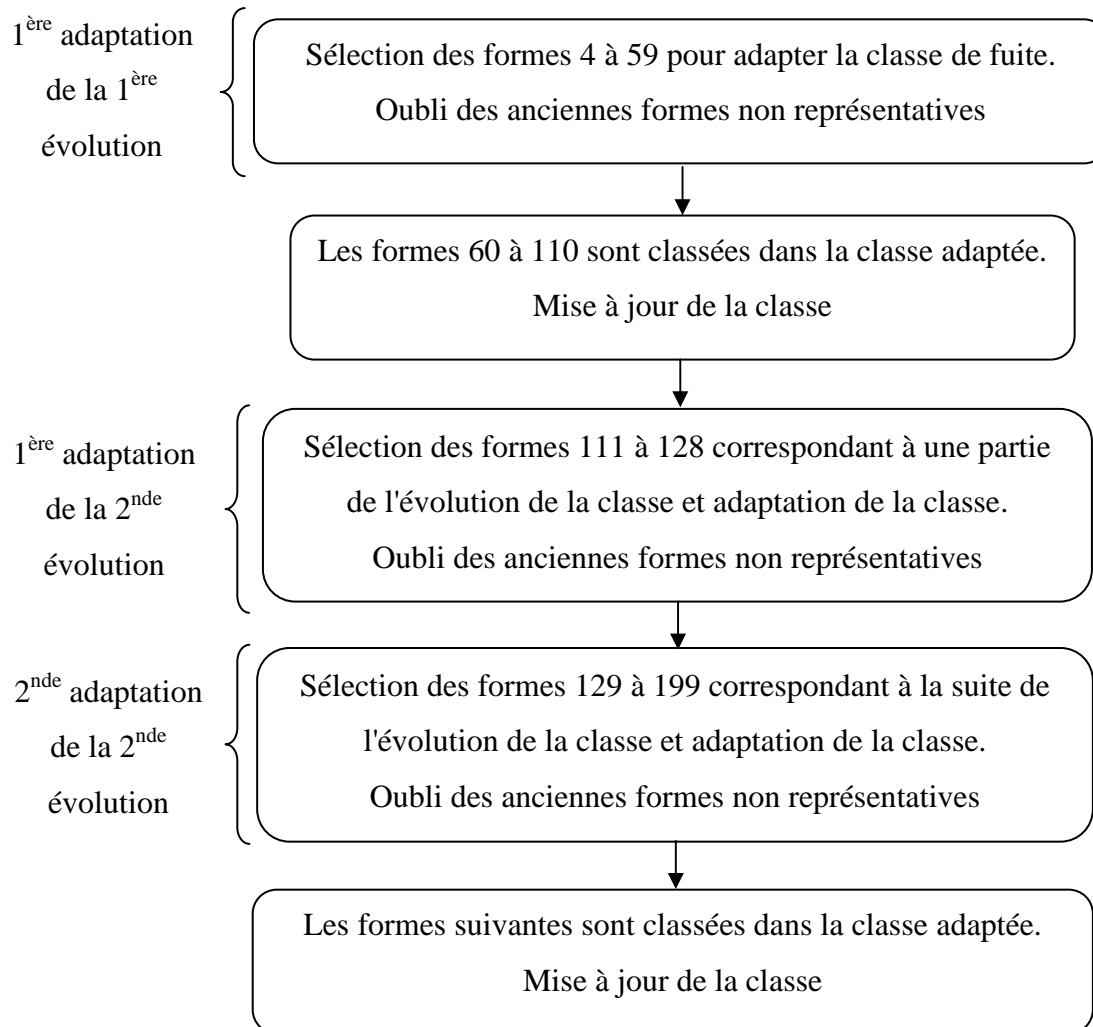 1ère adaptation
de la 1ère
évolution
Sélection des formes 4 à 59 pour adapter la classe de fuite.
Oubli des anciennes formes non représentatives
Les formes 60 à 110 sont classées dans la classe adaptée.
Mise à jour de la classe
1ère adaptation
de la 2nde
évolution
Sélection des formes 111 à 128 correspondant à une partie
de l'évolution de la classe et adaptation de la classe.
Oubli des anciennes formes non représentatives
2nde adaptation
de la 2nde
évolution
Sélection des formes 129 à 199 correspondant à la suite de
l'évolution de la classe et adaptation de la classe.
Oubli des anciennes formes non représentatives
Les formes suivantes sont classées dans la classe adaptée.
Mise à jour de la classe